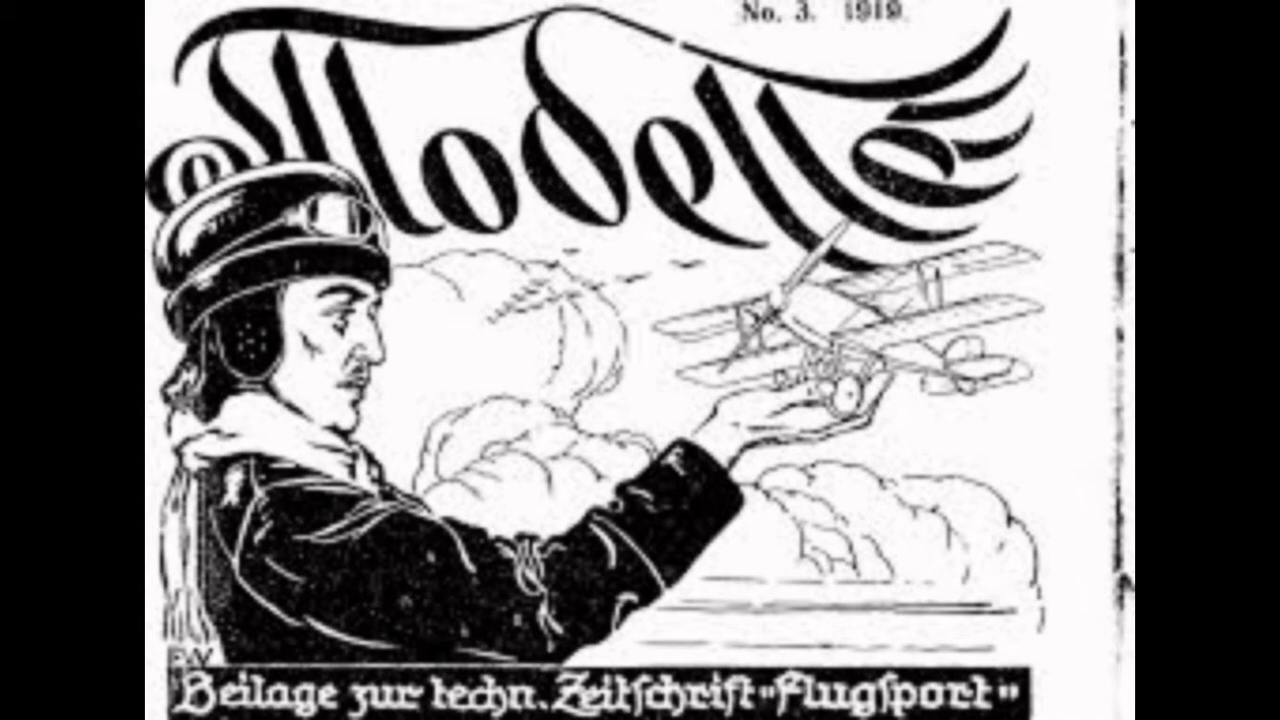 No. 3. 1919.
Modelle
Beilage zur techn. Zeitschrift „Flugsport"